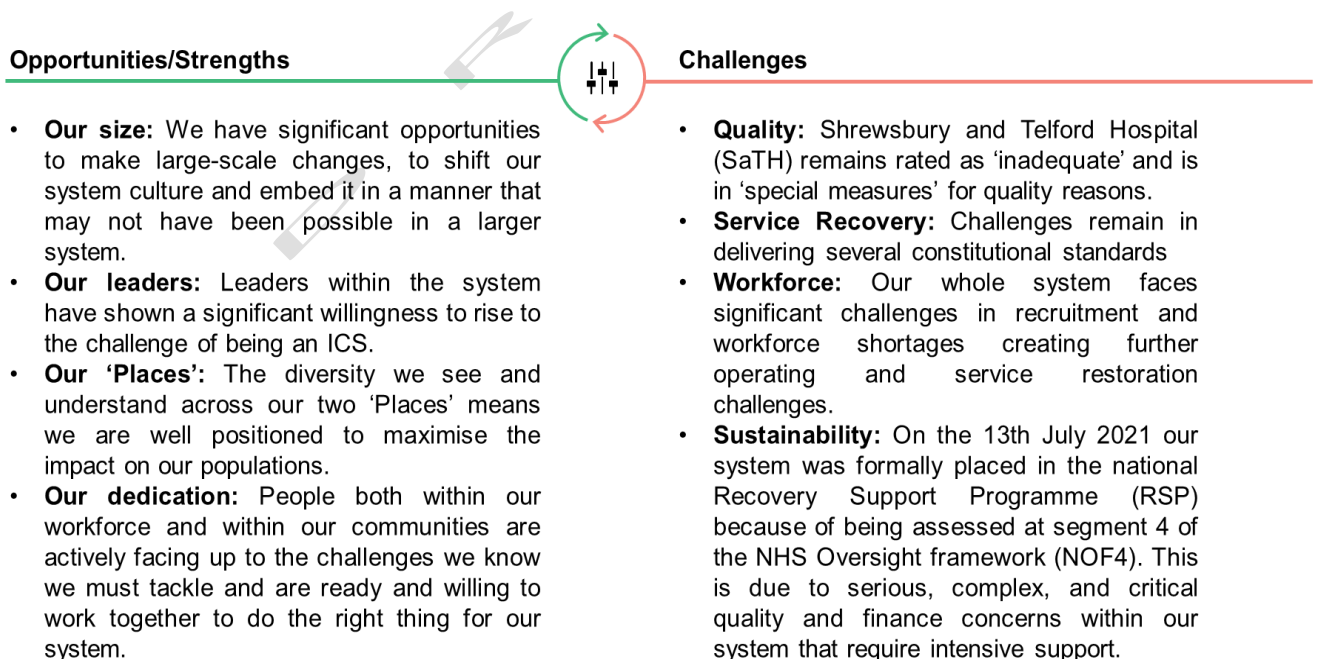 Opportunities/Strengths
• Our size: We have significant opportunities
to make large-scale changes, to shift our
system culture and embed it in a manner that
may not have been possible in a larger
system.
• Our leaders: Leaders within the system
have shown a significant willingness to rise to
the challenge of being an ICS.
• Our ‘Places’: The diversity we see and
understand across our two ‘Places’ means
we are well positioned to maximise the
impact on our populations.
• Our dedication: People both within our
workforce and within our communities are
actively facing up to the challenges we know
we must tackle and are ready and willing to
work together to do the right thing for our
system.
Challenges
• Quality: Shrewsbury and Telford Hospital
(SaTH) remains rated as ‘inadequate’ and is
in ‘special measures’ for quality reasons.
• Service Recovery: Challenges remain in
delivering several constitutional standards
• Workforce: Our whole system faces
significant challenges in recruitment and
workforce shortages creating further
operating and service restoration
challenges.
• Sustainability: On the 13th July 2021 our
system was formally placed in the national
Recovery Support Programme (RSP)
because of being assessed at segment 4 of
the NHS Oversight framework (NOF4). This
is due to serious, complex, and critical
quality and finance concerns within our
system that require intensive support.